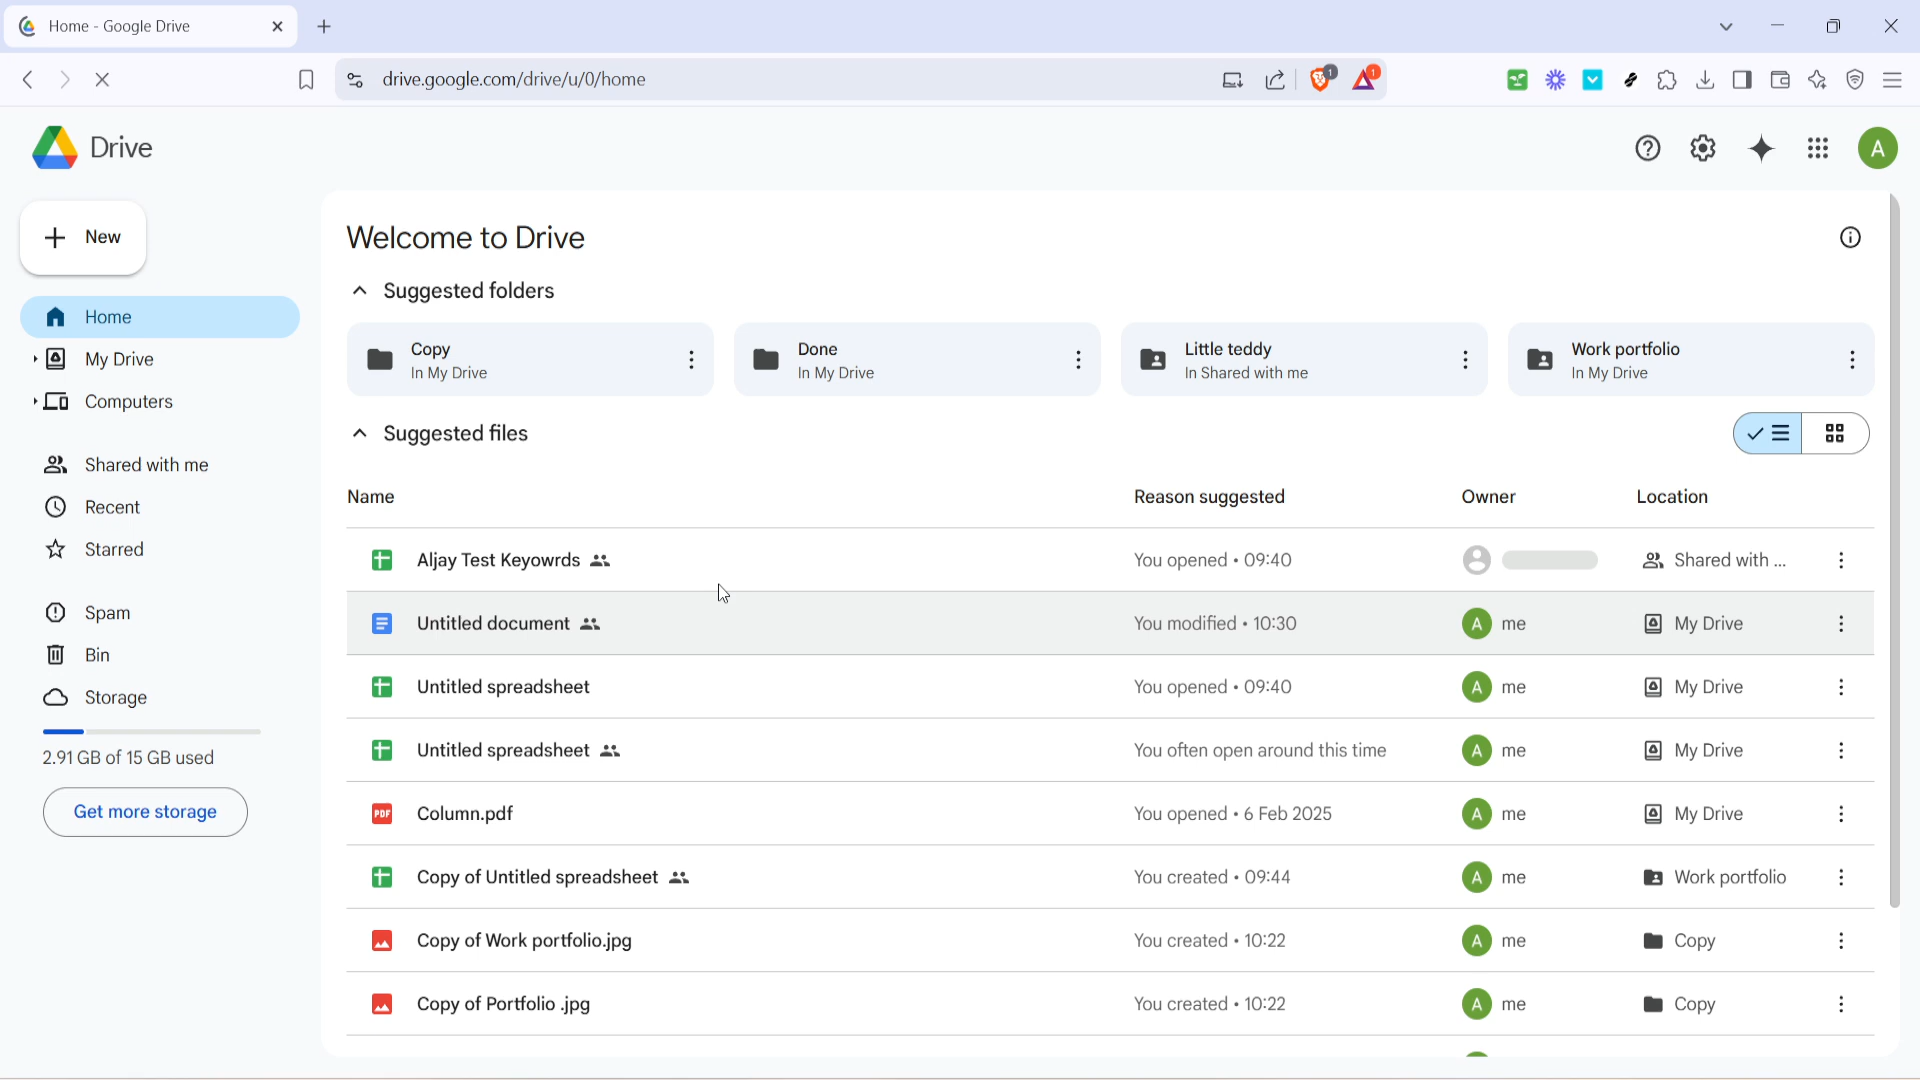 Home - Google Drive
drive.google.com/drive/u/0/home
1
1
Drive
A
New
Welcome to Drive
Suggested folders
Home
Copy
In My Drive
Done
In My Drive
Little teddy
In Shared with me
Work portfolio
In My Drive
My Drive
Computers
Suggested files
Shared with me
Recent
Starred
Name
Reason suggested
Owner
Location
Aljay Test Keyowrds
You opened • 09:40
Shared with ...
Spam
Untitled document
You modified • 10:30
A me
My Drive
Bin
Untitled spreadsheet
You opened • 09:40
A me
My Drive
Storage
2.91 GB of 15 GB used
Untitled spreadsheet
You often open around this time
A me
My Drive
Get more storage
PDF
Column.pdf
You opened • 6 Feb 2025
A me
My Drive
Copy of Untitled spreadsheet
You created • 09:44
A me
Work portfolio
Copy of Work portfolio.jpg
You created • 10:22
A me
Copy
Copy of Portfolio .jpg
You created • 10:22
A me
Copy